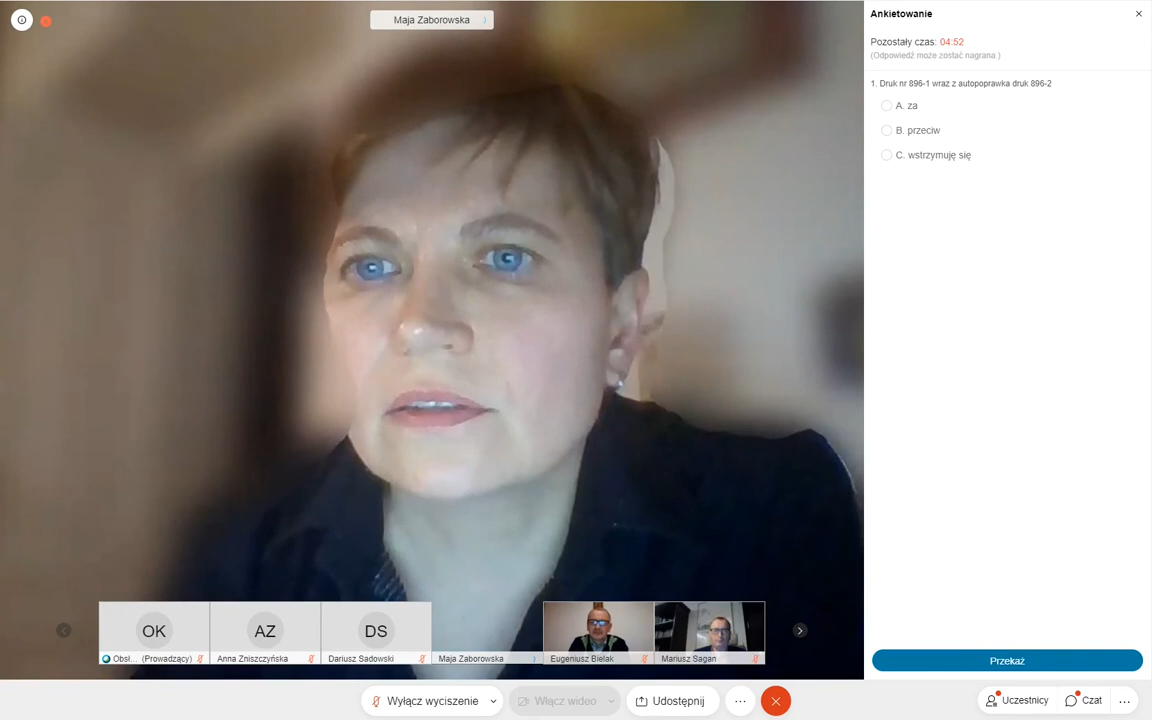 Maja Zaborowska
Ankietowanie
Pozostały czas: 04:52
(Odpowiedź może zostać nagrana )
1. Druk nr 896-1 wraz z autopoprawka druk 896-2
A. za
B. przeciw
C. wstrzymuję się
Przekaż
OK
AZ
DS
Obsł... (Prowadzący)
Anna Zniszczyńska
Dariusz Sadowski
Maja Zaborowska
Eugeniusz Bielak
Mariusz Sagan
Wyłącz wyciszenie
Włącz wideo
Udostępnij
Uczestnicy
Czat